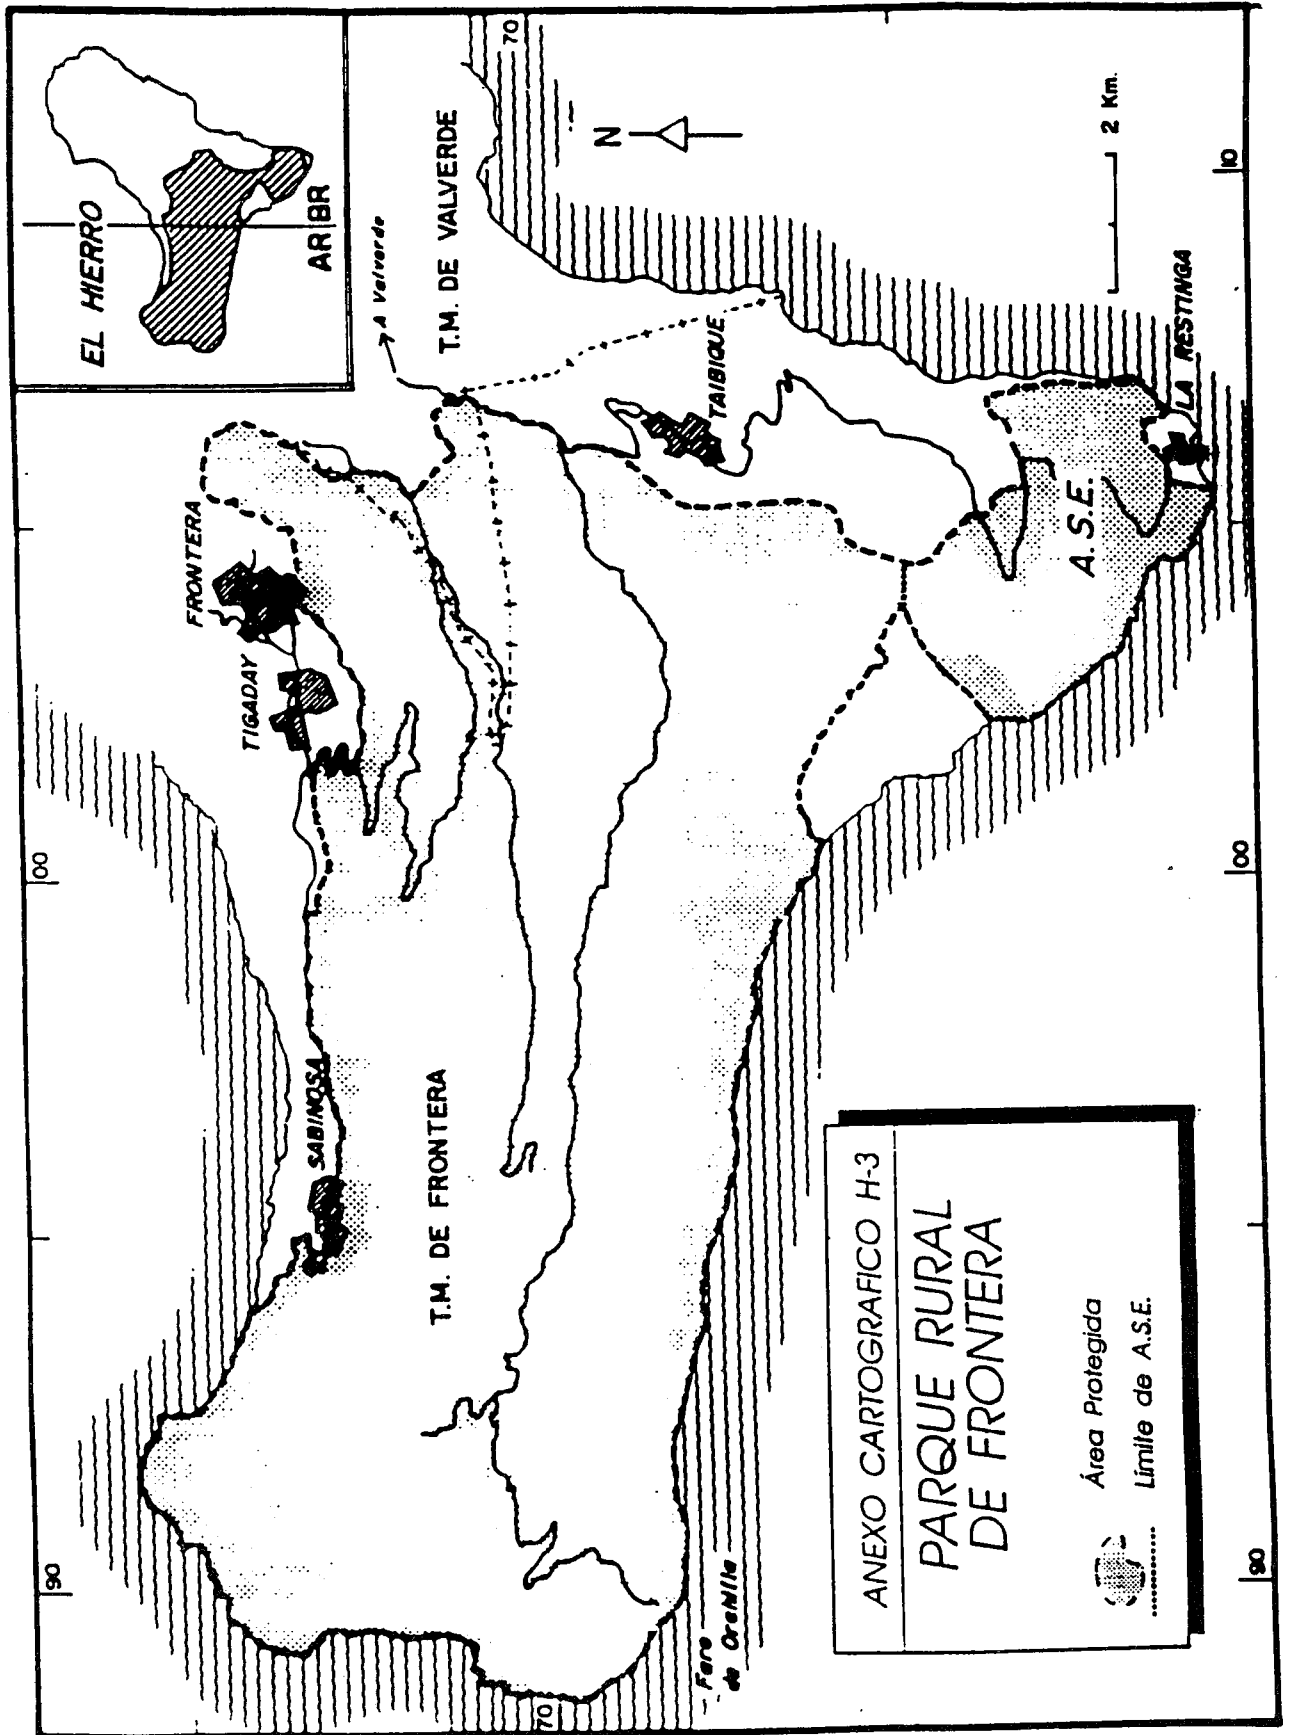 EL HIERRO
AR
BR
A Valverde
T.M. DE VALVERDE
70
N
2 Km.
10
00
00
90
90
70
FRONTERA
TIGADAY
SABINOSA
TAIBIQUE
LA RESTINGA
A.S.E.
T.M. DE FRONTERA
Faro
de Orchilla
ANEXO CARTOGRAFICO H-3
PARQUE RURAL
DE FRONTERA
Área Protegida
Límite de A.S.E.